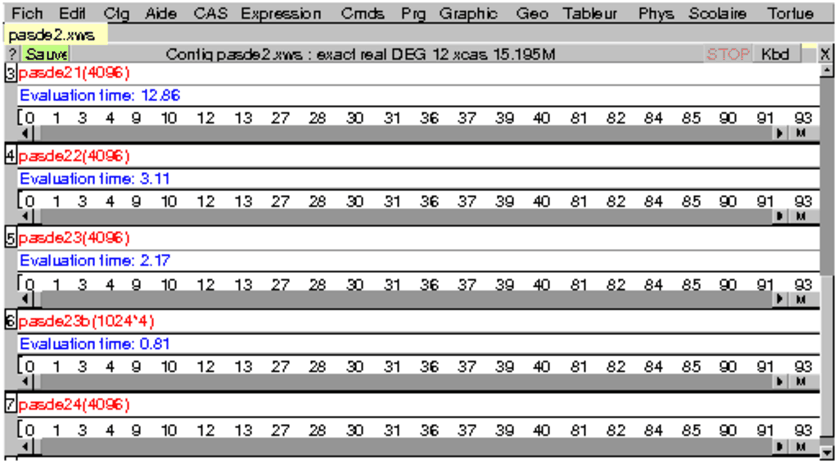 Fich Edit Cfg Aide CAS Expression Cmds Prg Graphic Geo Tableur Phys Scolaire Tortue
pasde2.xws
? Sauve Config pasde2.xws : exact real DEG 12 xcas 15.195M STOP Kbd X
3 pasde21(4096)
Evaluation time: 12.86
[0 1 3 4 9 10 12 13 27 28 30 31 36 37 39 40 81 82 84 85 90 91 93
M
4 pasde22(4096)
Evaluation time: 3.11
[0 1 3 4 9 10 12 13 27 28 30 31 36 37 39 40 81 82 84 85 90 91 93
M
5 pasde23(4096)
Evaluation time: 2.17
[0 1 3 4 9 10 12 13 27 28 30 31 36 37 39 40 81 82 84 85 90 91 93
M
6 pasde23b(1024*4)
Evaluation time: 0.81
[0 1 3 4 9 10 12 13 27 28 30 31 36 37 39 40 81 82 84 85 90 91 93
M
7 pasde24(4096)
[0 1 3 4 9 10 12 13 27 28 30 31 36 37 39 40 81 82 84 85 90 91 93
M